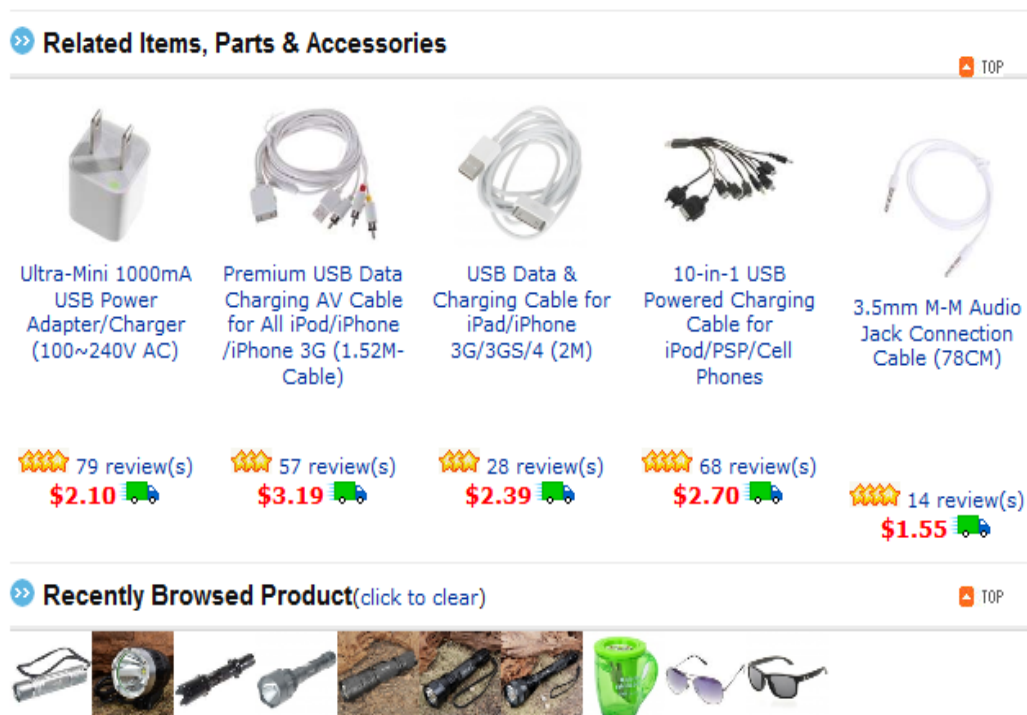 Related Items, Parts & Accessories
TOP
Ultra-Mini 1000mA
USB Power
Adapter/Charger
(100~240V AC)
79 review(s)
$2.10
Premium USB Data
Charging AV Cable
for All iPod/iPhone
/iPhone 3G (1.52M-
Cable)
57 review(s)
$3.19
USB Data &
Charging Cable for
iPad/iPhone
3G/3GS/4 (2M)
28 review(s)
$2.39
10-in-1 USB
Powered Charging
Cable for
iPod/PSP/Cell
Phones
68 review(s)
$2.70
3.5mm M-M Audio
Jack Connection
Cable (78CM)
14 review(s)
$1.55
Recently Browsed Product(click to clear)
TOP